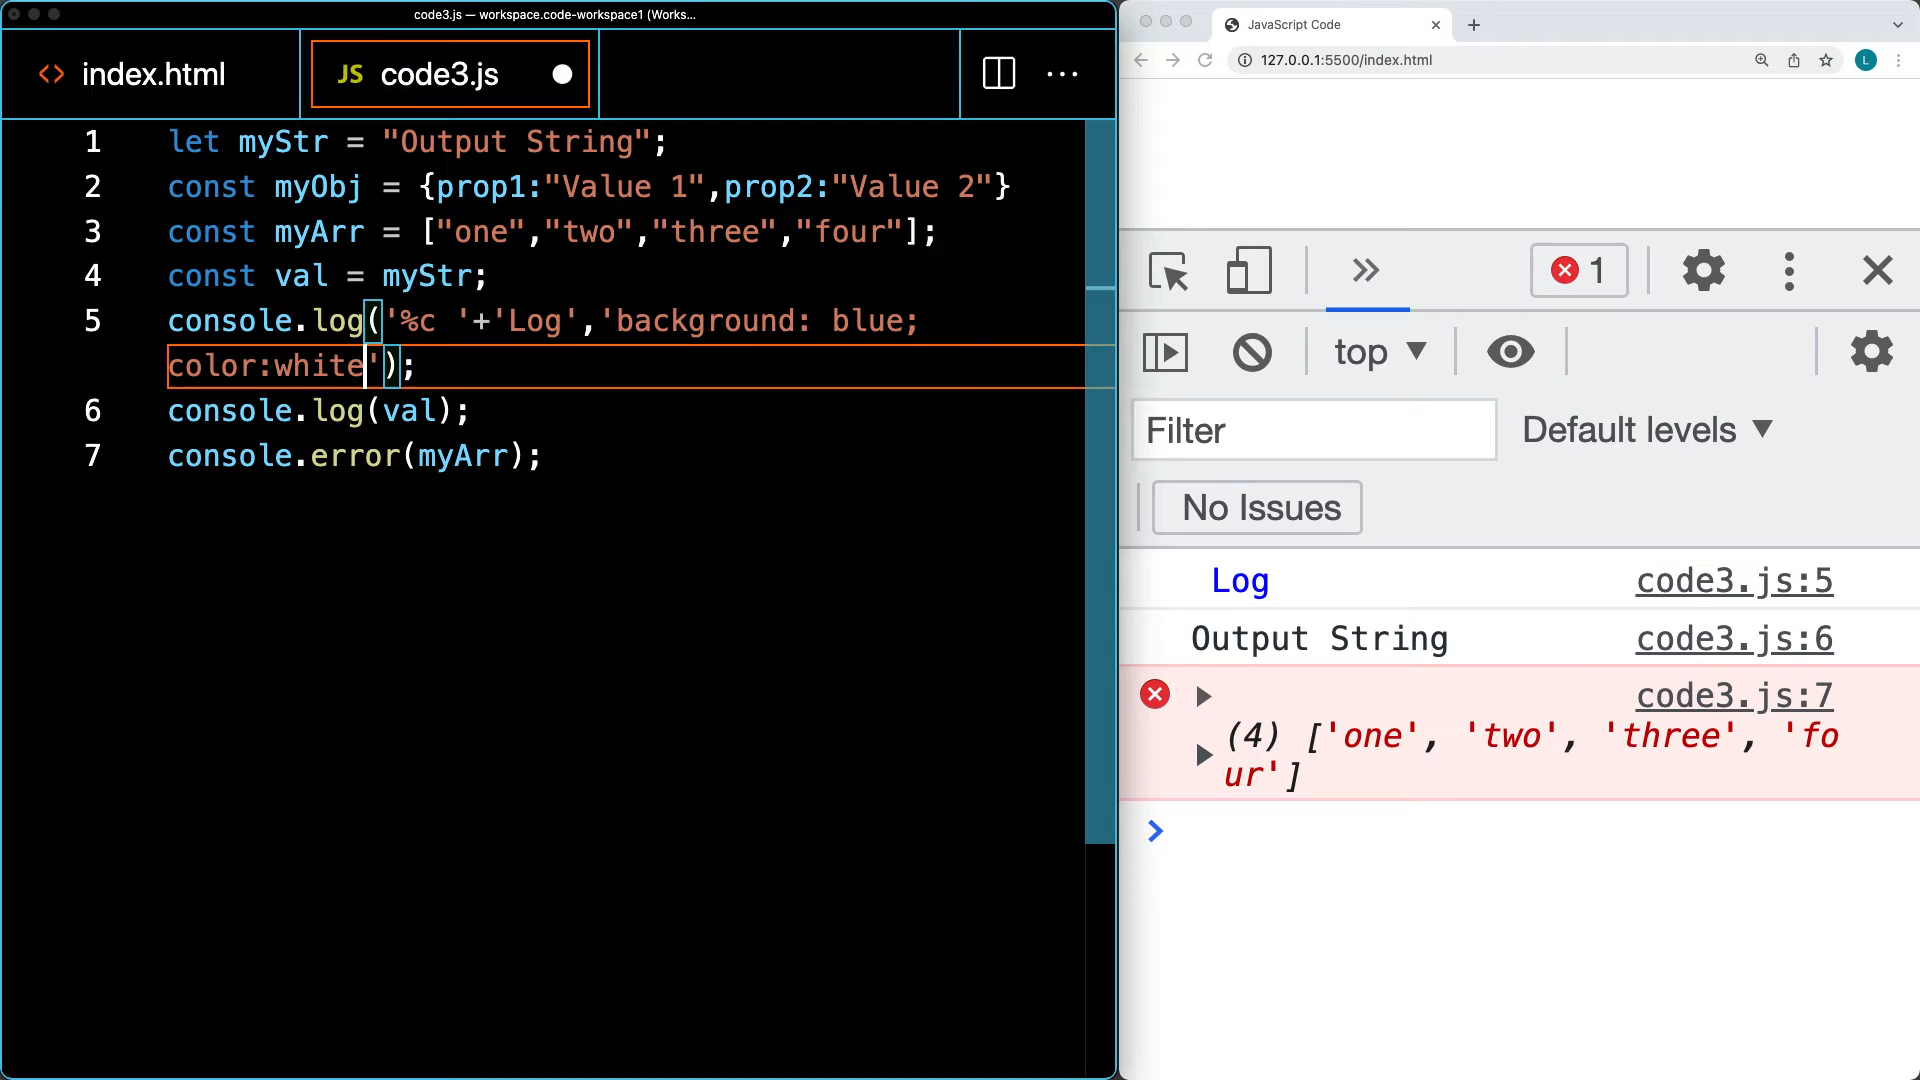 code3.js — workspace.code-workspace1 (Works...
<> index.html
JS code3.js
1 let myStr = "Output String";
2 const myObj = {prop1:"Value 1",prop2:"Value 2"}
3 const myArr = ["one","two","three","four"];
4 const val = myStr;
5 console.log('%c '+'Log','background: blue;
color:white');
6 console.log(val);
7 console.error(myArr);
JavaScript Code
127.0.0.1:5500/index.html
L
1
top
Filter
Default levels
No Issues
Log code3.js:5
Output String code3.js:6
code3.js:7
(4) ['one', 'two', 'three', 'fo
ur']